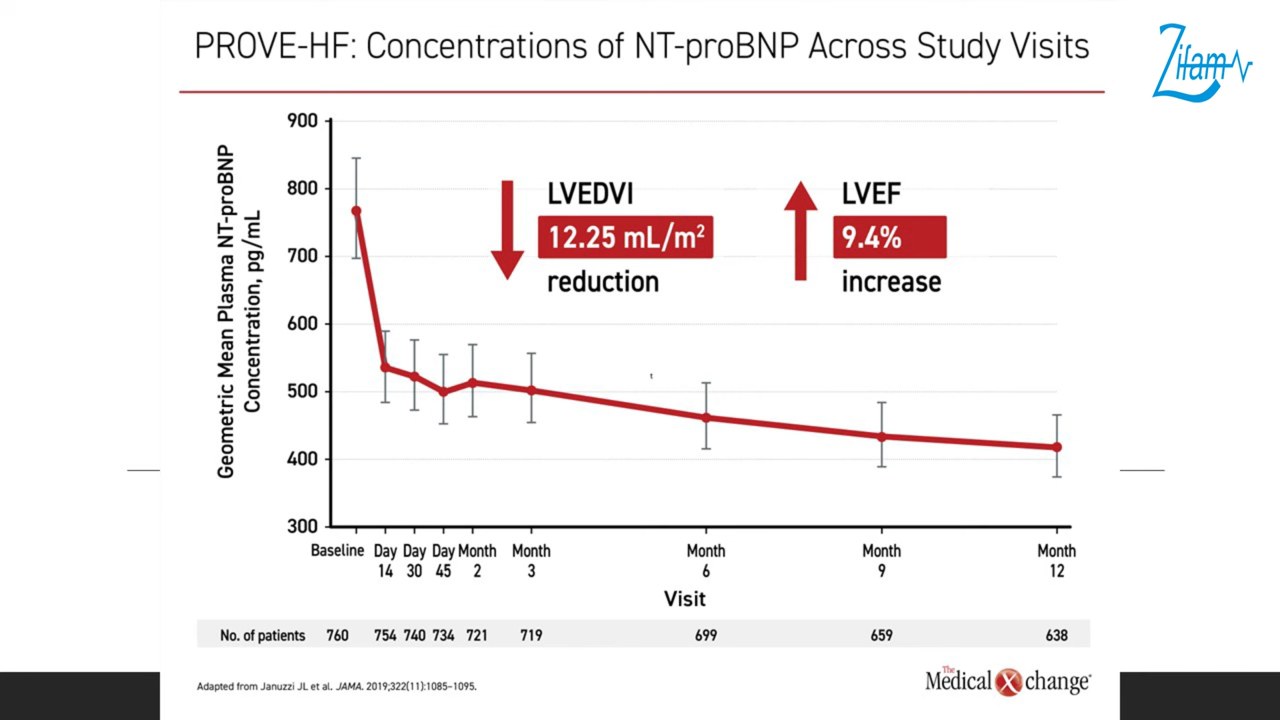 PROVE-HF: Concentrations of NT-proBNP Across Study Visits
Zifam
Geometric Mean Plasma NT-proBNP
Concentration, pg/mL
900
800
700
600
500
400
300
LVEDVI
12.25 mL/m²
reduction
LVEF
9.4%
increase
Baseline Day Day Day Month Month Month Month Month
14 30 45 2 3 6 9 12
Visit
No. of patients 760 754 740 734 721 719 699 659 638
Adapted from Januzzi JL et al. JAMA. 2019;322(11):1085–1095.
The
Medical X change